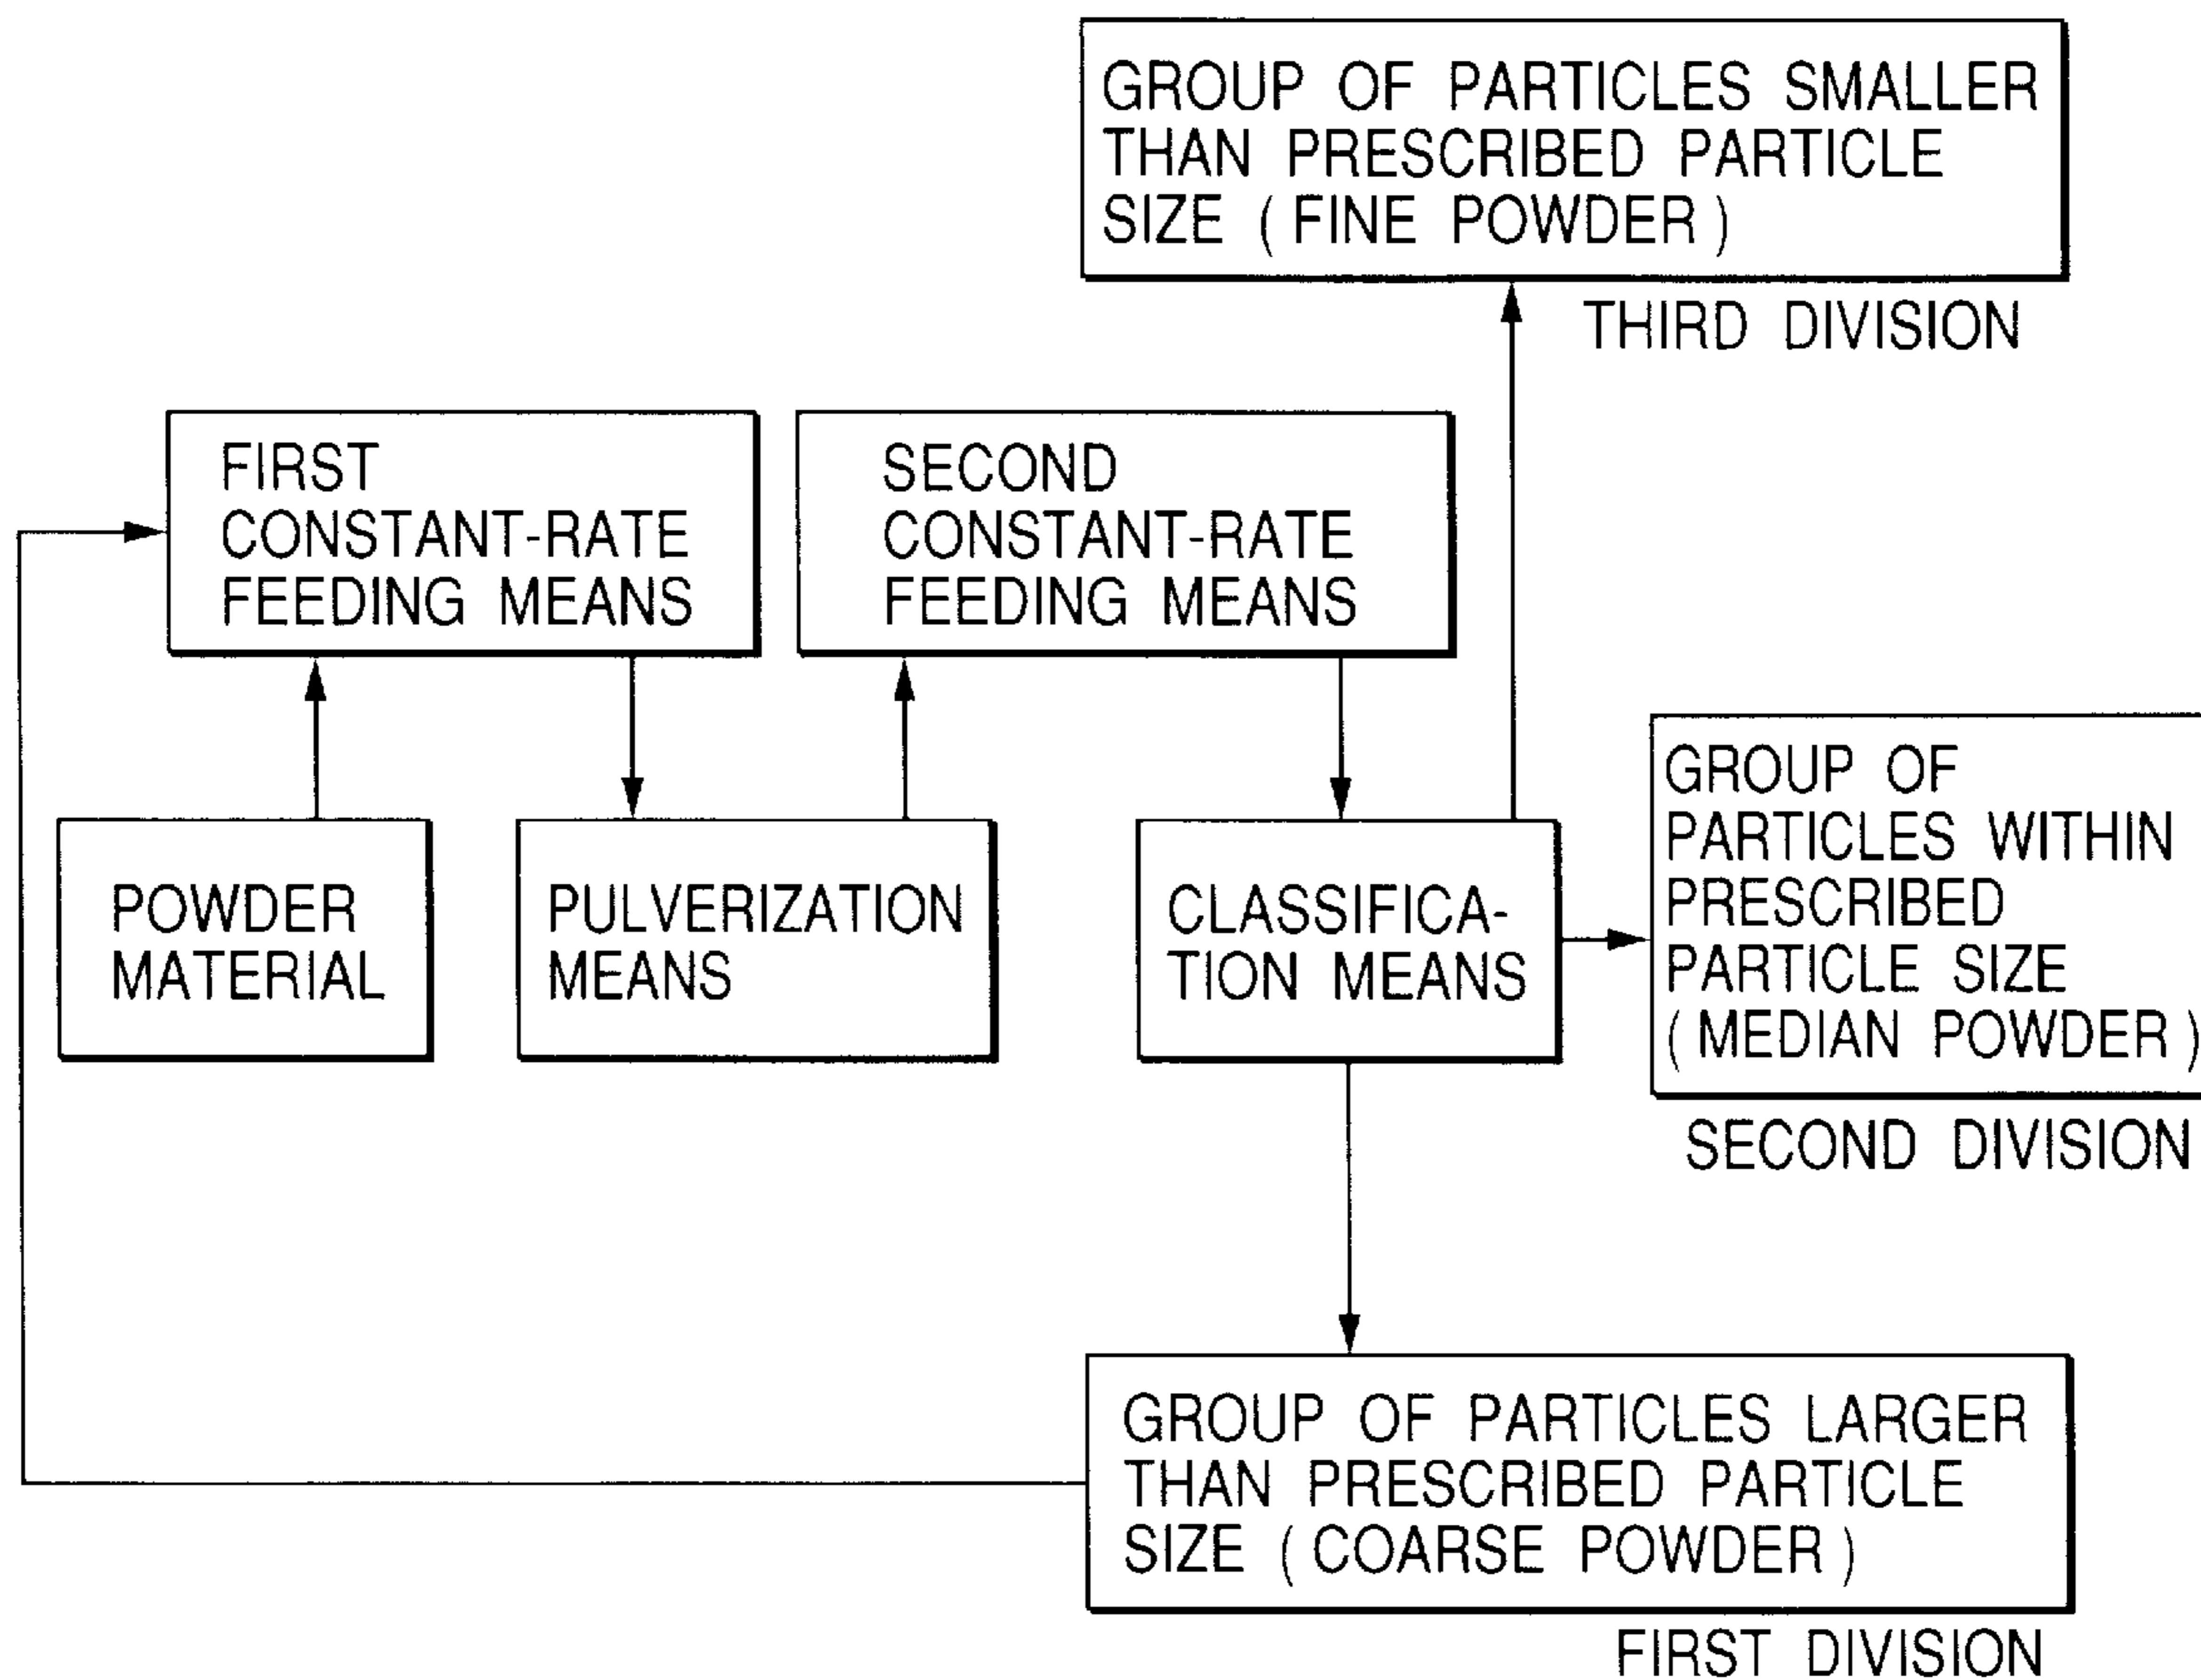 GROUP OF PARTICLES SMALLER
THAN PRESCRIBED PARTICLE
SIZE ( FINE POWDER )
THIRD DIVISION
FIRST
CONSTANT-RATE
FEEDING MEANS
SECOND
CONSTANT-RATE
FEEDING MEANS
POWDER
MATERIAL
PULVERIZATION
MEANS
CLASSIFICA-
TION MEANS
GROUP OF
PARTICLES WITHIN
PRESCRIBED
PARTICLE SIZE
( MEDIAN POWDER )
SECOND DIVISION
GROUP OF PARTICLES LARGER
THAN PRESCRIBED PARTICLE
SIZE ( COARSE POWDER )
FIRST DIVISION